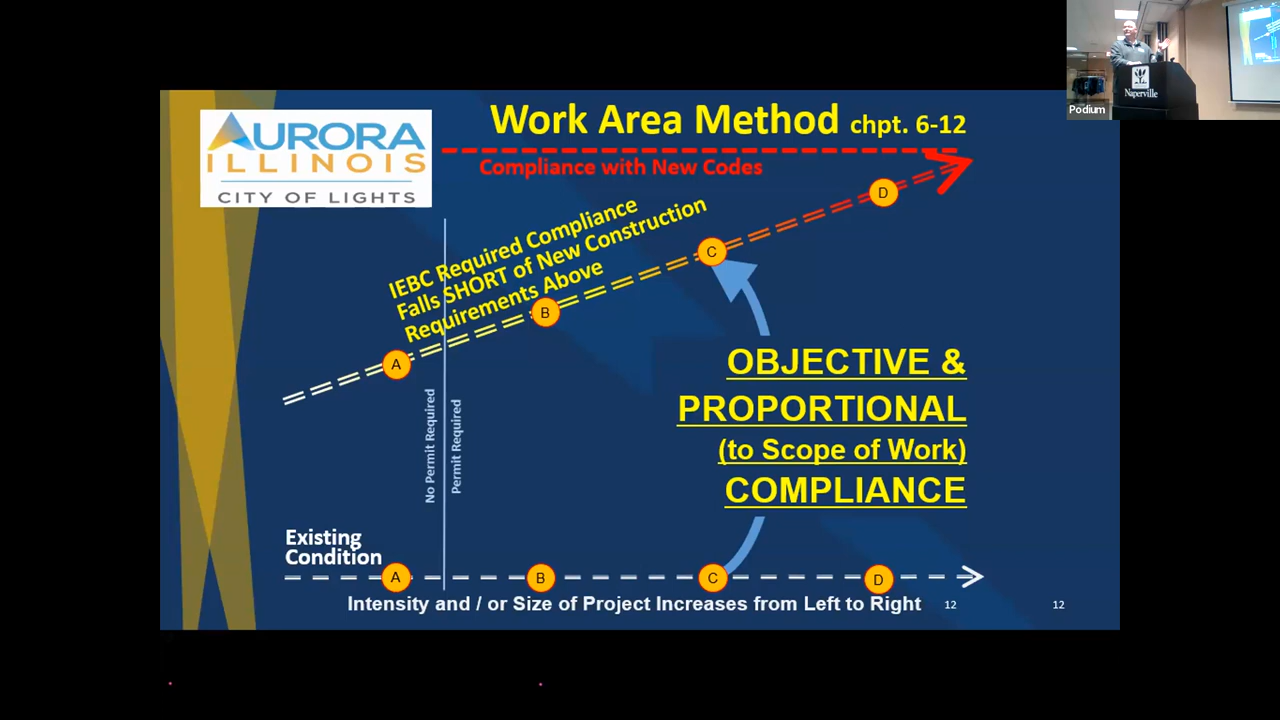 AURORA
ILLINOIS
CITY OF LIGHTS
Work Area Method chpt. 6-12
Compliance with New Codes
IEBC Required Compliance
Falls SHORT of New Construction
Requirements Above
A
B
C
D
No Permit Required
Permit Required
OBJECTIVE &
PROPORTIONAL
(to Scope of Work)
COMPLIANCE
Existing
Condition
A
B
C
D
Intensity and / or Size of Project Increases from Left to Right
12
12
Naperville
Podium